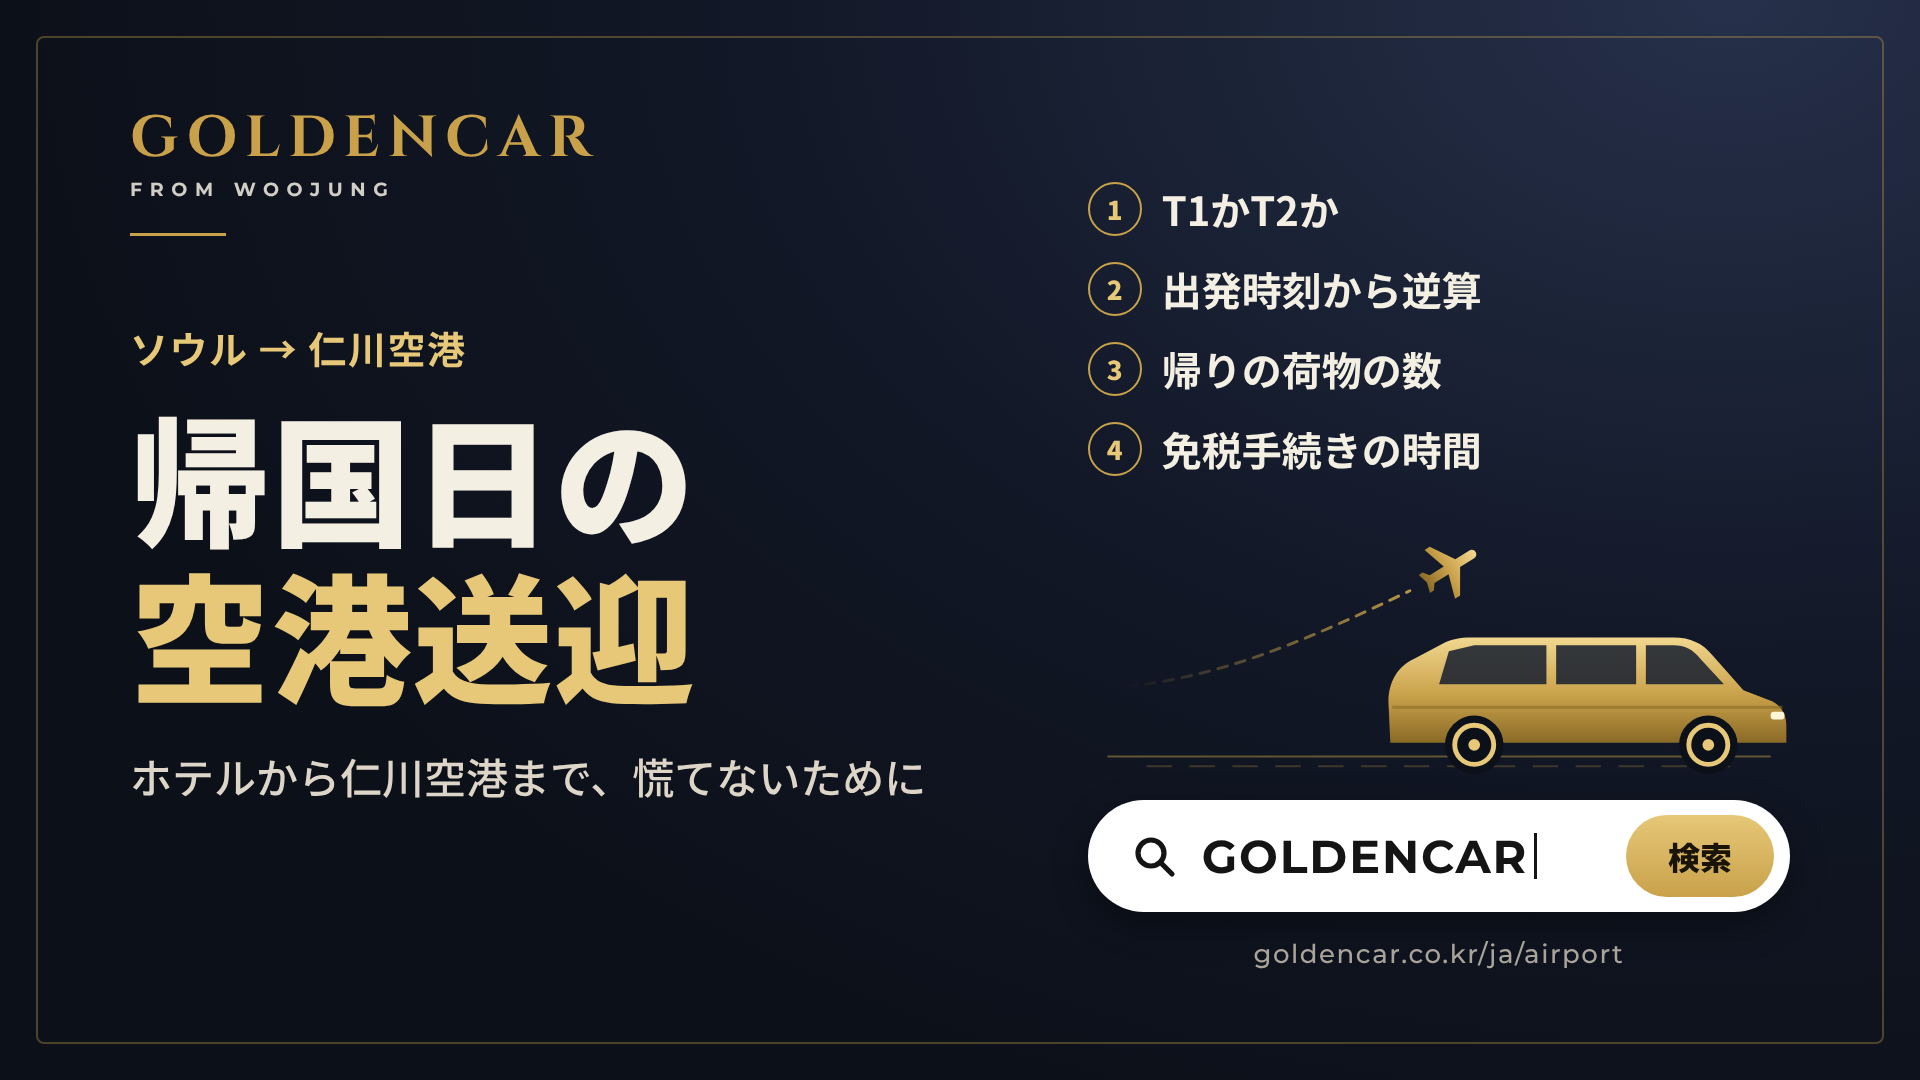 GOLDENCAR
FROM WOOJUNG
ソウル → 仁川空港
帰国日の
空港送迎
ホテルから仁川空港まで、慌てないために
1 T1かT2か
2 出発時刻から逆算
3 帰りの荷物の数
4 免税手続きの時間
GOLDENCAR 検索
goldencar.co.kr/ja/airport